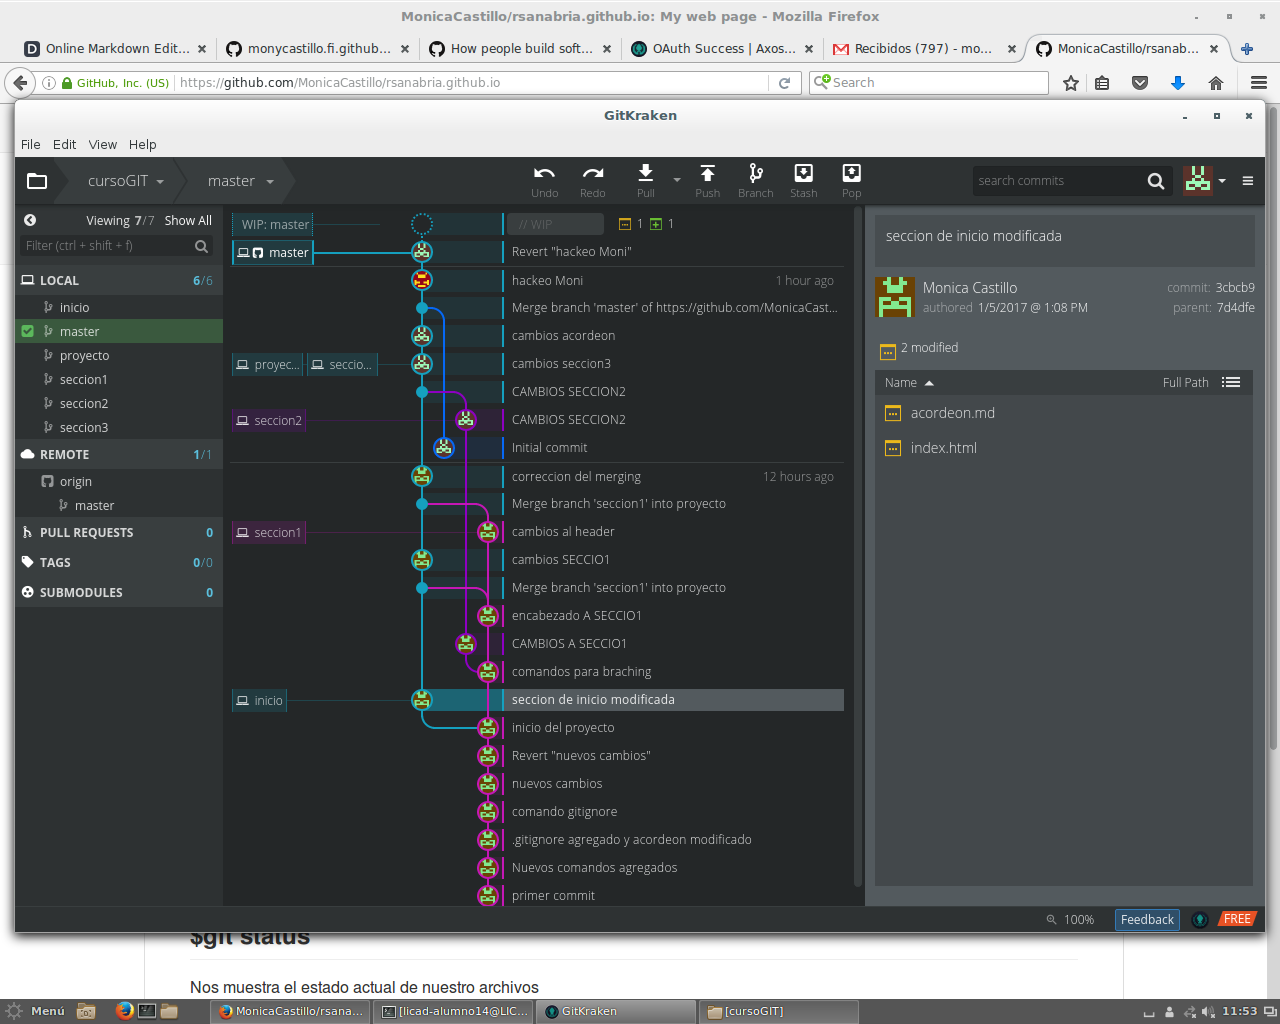 MonicaCastillo/rsanabria.github.io: My web page - Mozilla Firefox
Online Markdown Edit...
monycastillo.fi.github...
How people build soft...
OAuth Success | Axos...
Recibidos (797) - mo...
MonicaCastillo/rsanab...
GitHub, Inc. (US)
https://github.com/MonicaCastillo/rsanabria.github.io
Search
GitKraken
File Edit View Help
cursoGIT
master
Undo
Redo
Pull
Push
Branch
Stash
Pop
search commits
Viewing 7/7 Show All
Filter (ctrl + shift + f)
LOCAL 6/6
inicio
master
proyecto
seccion1
seccion2
seccion3
REMOTE 1/1
origin
master
PULL REQUESTS 0
TAGS 0/0
SUBMODULES 0
WIP: master
// WIP
1
1
master
Revert "hackeo Moni"
hackeo Moni 1 hour ago
Merge branch 'master' of https://github.com/MonicaCast...
cambios acordeon
proyec...
seccio...
cambios seccion3
CAMBIOS SECCION2
seccion2
CAMBIOS SECCION2
Initial commit
correccion del merging 12 hours ago
Merge branch 'seccion1' into proyecto
seccion1
cambios al header
cambios SECCIO1
Merge branch 'seccion1' into proyecto
encabezado A SECCIO1
CAMBIOS A SECCIO1
comandos para braching
inicio
seccion de inicio modificada
inicio del proyecto
Revert "nuevos cambios"
nuevos cambios
comando gitignore
.gitignore agregado y acordeon modificado
Nuevos comandos agregados
primer commit
seccion de inicio modificada
Monica Castillo
commit: 3cbcb9
authored 1/5/2017 @ 1:08 PM
parent: 7d4dfe
2 modified
Name
Full Path
acordeon.md
index.html
100%
Feedback
FREE
$git status
Nos muestra el estado actual de nuestro archivos
Menú
MonicaCastillo/rsana...
[licad-alumno14@LIC...
GitKraken
[cursoGIT]
11:53